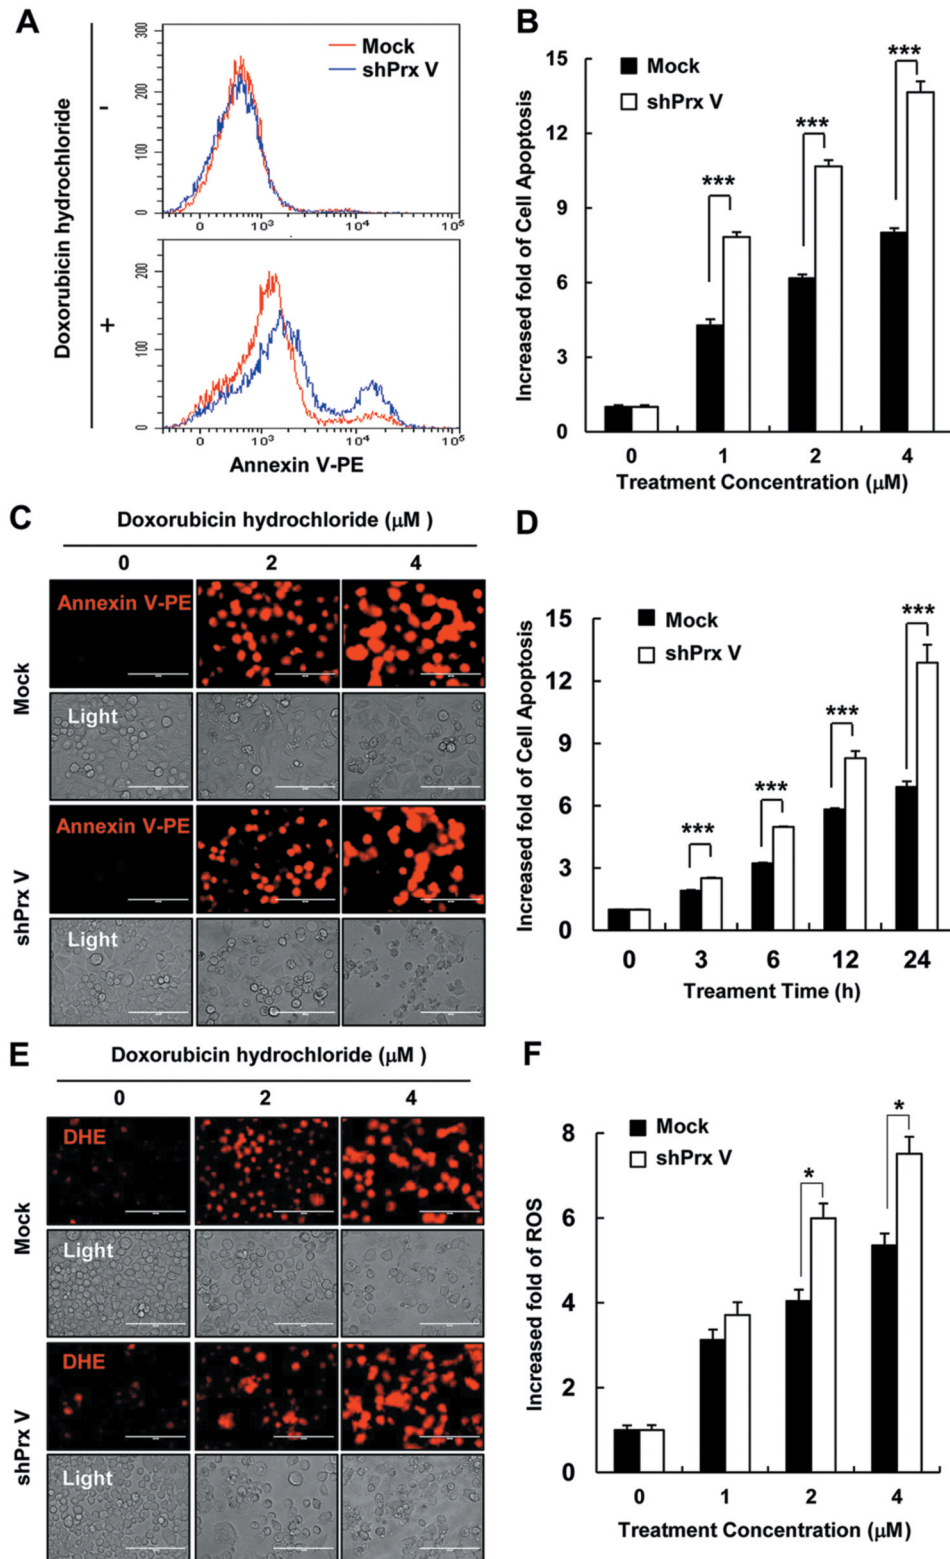 A
Doxorubicin hydrochloride
-
+
Mock
shPrx V
300
200
100
0
0 10³ 10⁴ 10⁵
200
100
0
0 10³ 10⁴ 10⁵
Annexin V-PE
B
Increased fold of Cell Apoptosis
15
12
9
6
3
0
Mock
shPrx V
***
***
***
0 1 2 4
Treatment Concentration (μM)
C
Doxorubicin hydrochloride (μM )
0 2 4
Mock
Annexin V-PE
Light
shPrx V
Annexin V-PE
Light
D
Increased fold of Cell Apoptosis
15
12
9
6
3
0
Mock
shPrx V
***
***
***
***
0 3 6 12 24
Treament Time (h)
E
Doxorubicin hydrochloride (μM )
0 2 4
Mock
DHE
Light
shPrx V
DHE
Light
F
Increased fold of ROS
8
6
4
2
0
Mock
shPrx V
*
*
0 1 2 4
Treatment Concentration (μM)